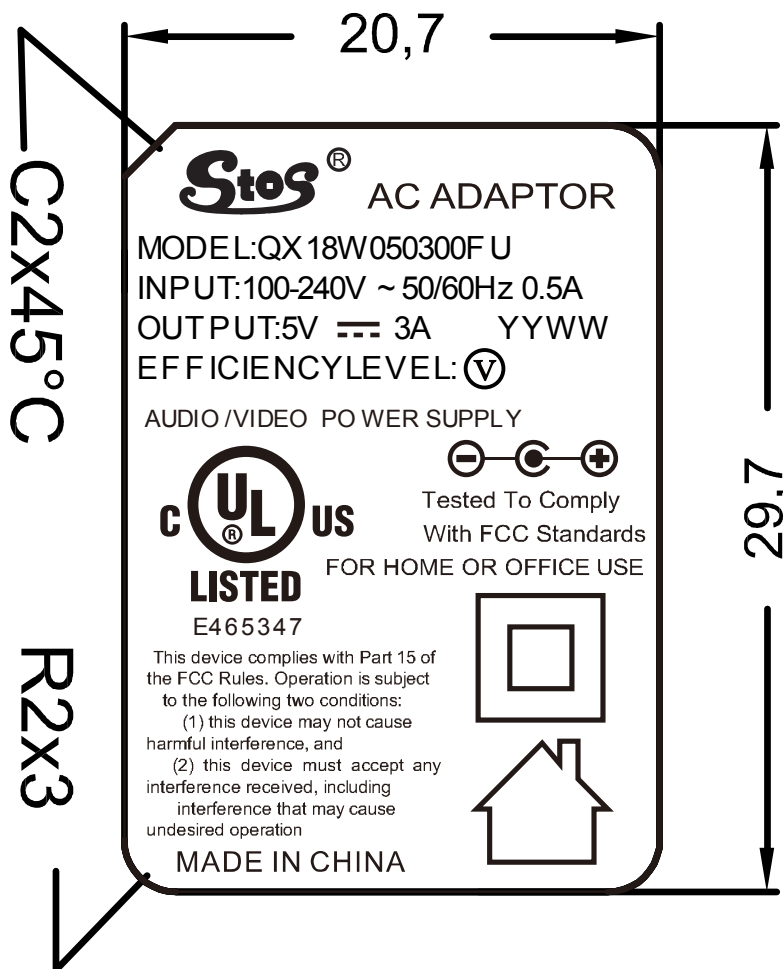 20,7
Stos®
AC ADAPTOR
MODEL:QX18W050300FU
INPUT:100-240V ~ 50/60Hz 0.5A
OUTPUT:5V ⎓ 3A YYWW
EFFICIENCYLEVEL: Ⓥ
AUDIO/VIDEO POWER SUPPLY
C UL® US
LISTED
E465347
Tested To Comply
With FCC Standards
FOR HOME OR OFFICE USE
This device complies with Part 15 of
the FCC Rules. Operation is subject
to the following two conditions:
(1) this device may not cause
harmful interference, and
(2) this device must accept any
interference received, including
interference that may cause
undesired operation
MADE IN CHINA
C2x45°C
R2x3
29,7